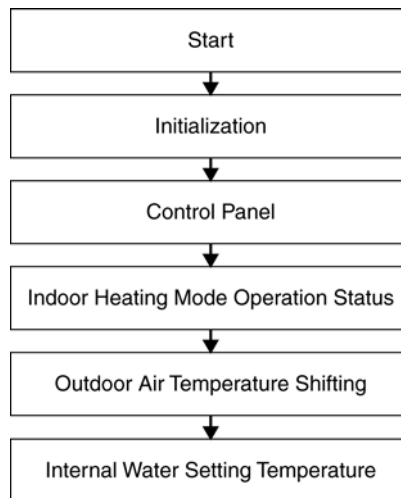 Start
Initialization
Control Panel
Indoor Heating Mode Operation Status
Outdoor Air Temperature Shifting
Internal Water Setting Temperature